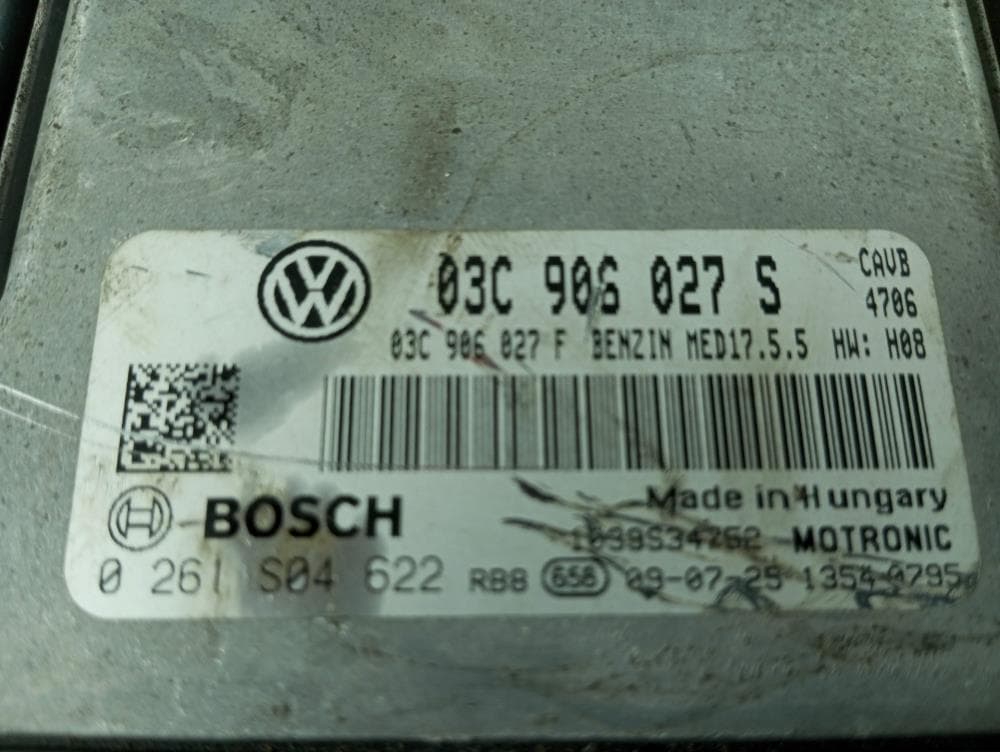 03C 906 027 S CAVB
4706
03C 906 027 F BENZIN MED17.5.5 HW: H08
Made in Hungary
BOSCH
MOTRONIC
0 261 S04 622 RB8 658 09-07-25